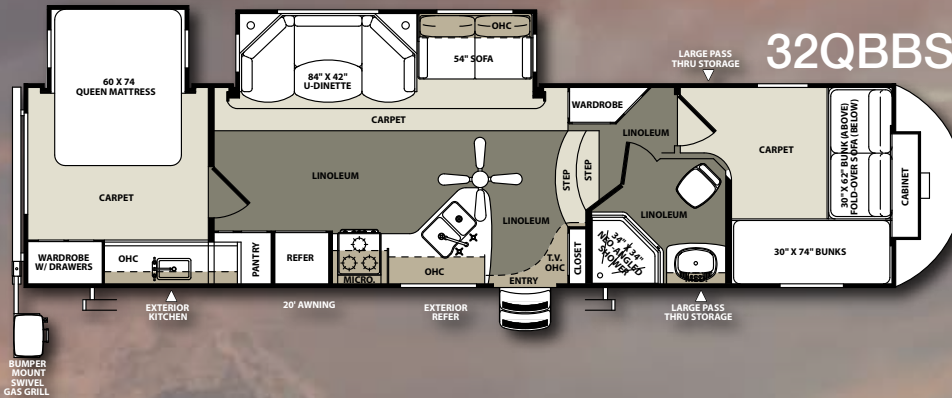 32QBBS
60 X 74
QUEEN MATTRESS
CARPET
WARDROBE
W/ DRAWERS
OHC
EXTERIOR
KITCHEN
BUMPER
MOUNT
SWIVEL
GAS GRILL
84" X 42"
U-DINETTE
OHC
54" SOFA
CARPET
LINOLEUM
PANTRY
REFER
20' AWNING
MICRO.
OHC
EXTERIOR
REFER
LINOLEUM
ENTRY
T.V.
OHC
STEP
STEP
CLOSET
WARDROBE
LINOLEUM
LARGE PASS
THRU STORAGE
LINOLEUM
34" X 34"
NEO-ANGLED
SHOWER
MED.
LARGE PASS
THRU STORAGE
CARPET
30" X 62" BUNK (ABOVE)
FOLD-OVER SOFA (BELOW)
CABINET
30" X 74" BUNKS